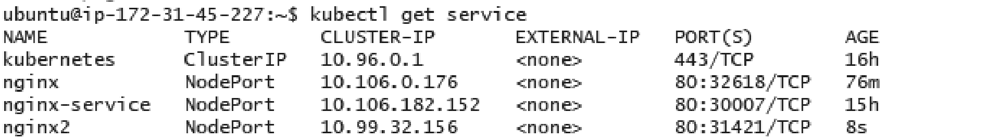 ubuntu@ip-172-31-45-227:~$ kubectl get service
NAME TYPE CLUSTER-IP EXTERNAL-IP PORT(S) AGE
kubernetes ClusterIP 10.96.0.1 <none> 443/TCP 16h
nginx NodePort 10.106.0.176 <none> 80:32618/TCP 76m
nginx-service NodePort 10.106.182.152 <none> 80:30007/TCP 15h
nginx2 NodePort 10.99.32.156 <none> 80:31421/TCP 8s